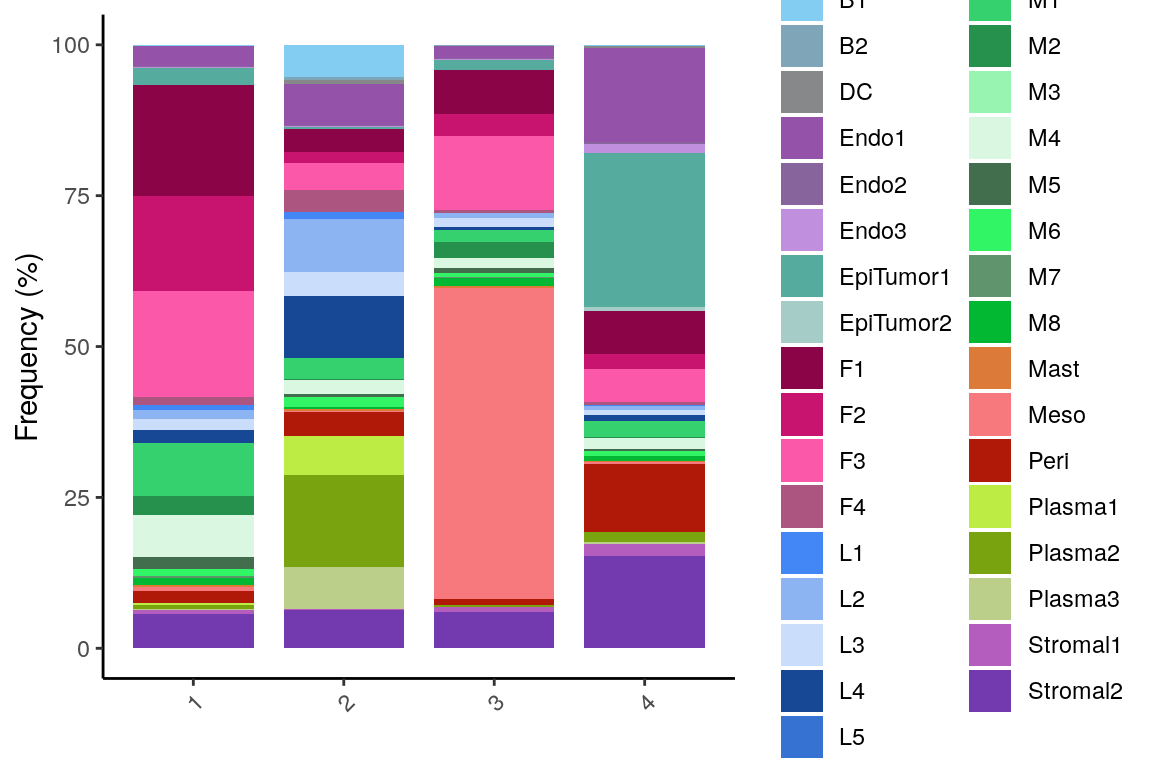 Frequency (%)
100
75
50
25
0
1
2
3
4
B1
B2
DC
Endo1
Endo2
Endo3
EpiTumor1
EpiTumor2
F1
F2
F3
F4
L1
L2
L3
L4
L5
M1
M2
M3
M4
M5
M6
M7
M8
Mast
Meso
Peri
Plasma1
Plasma2
Plasma3
Stromal1
Stromal2